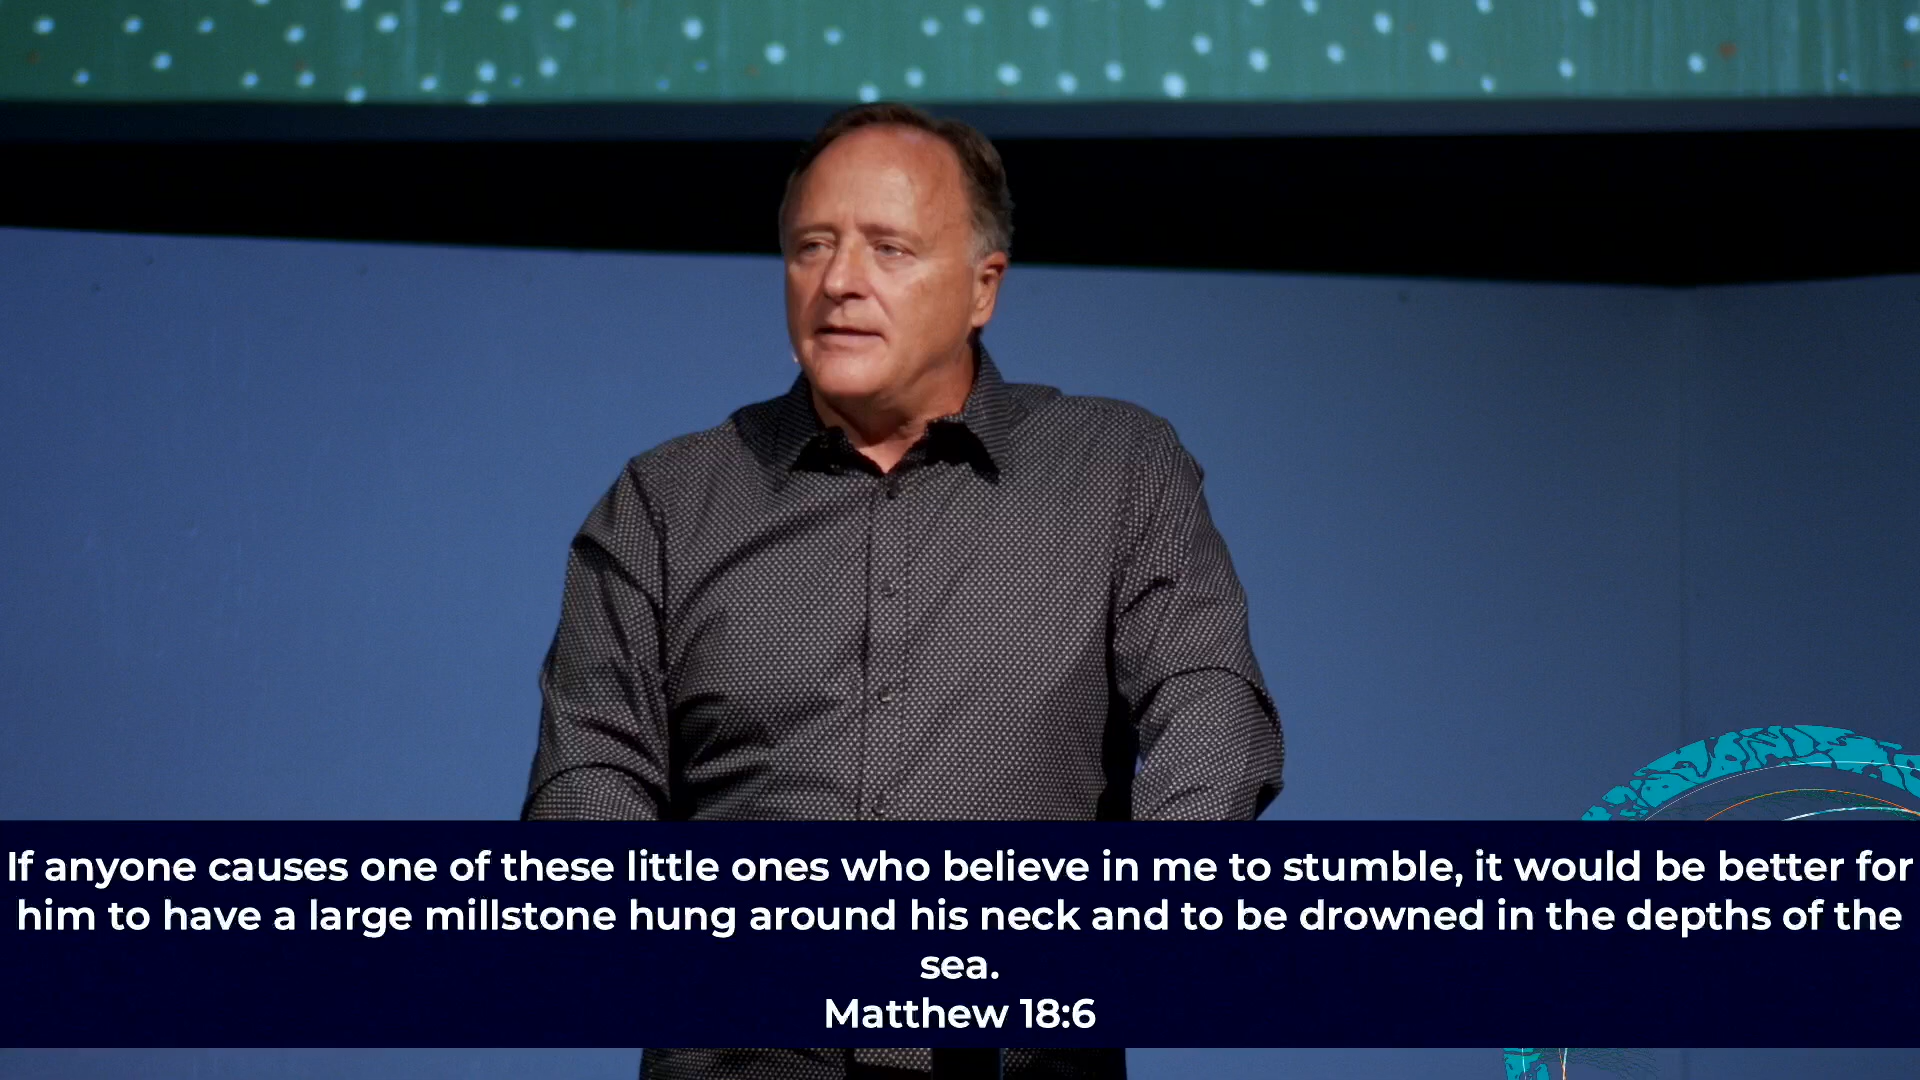 If anyone causes one of these little ones who believe in me to stumble, it would be better for
him to have a large millstone hung around his neck and to be drowned in the depths of the
sea.
Matthew 18:6